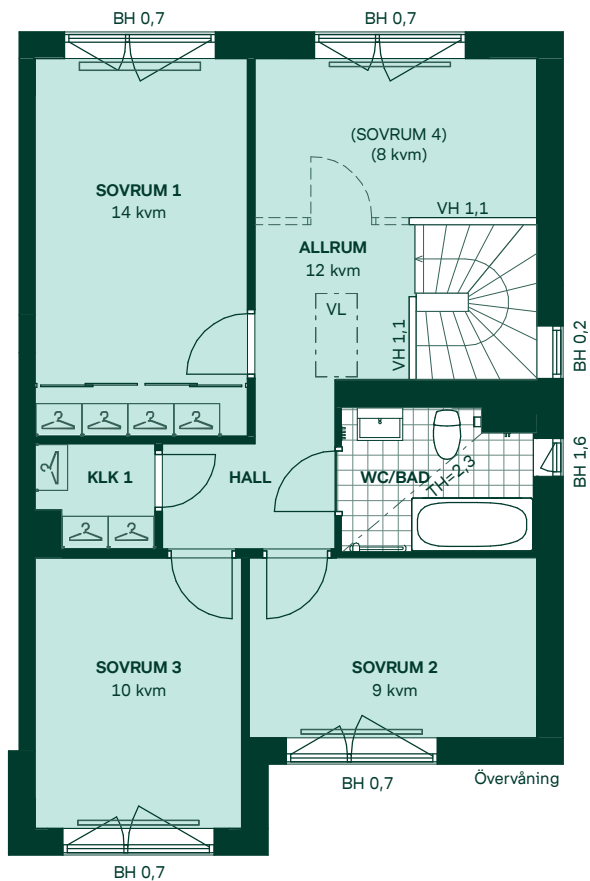 BH 0,7
BH 0,7
(SOVRUM 4)
(8 kvm)
SOVRUM 1
14 kvm
VH 1,1
ALLRUM
12 kvm
VL
VH 1,1
BH 0,2
BH 1,6
KLK 1
HALL
WC/BAD
TH=2,3
SOVRUM 3
10 kvm
SOVRUM 2
9 kvm
BH 0,7
Övervåning
BH 0,7